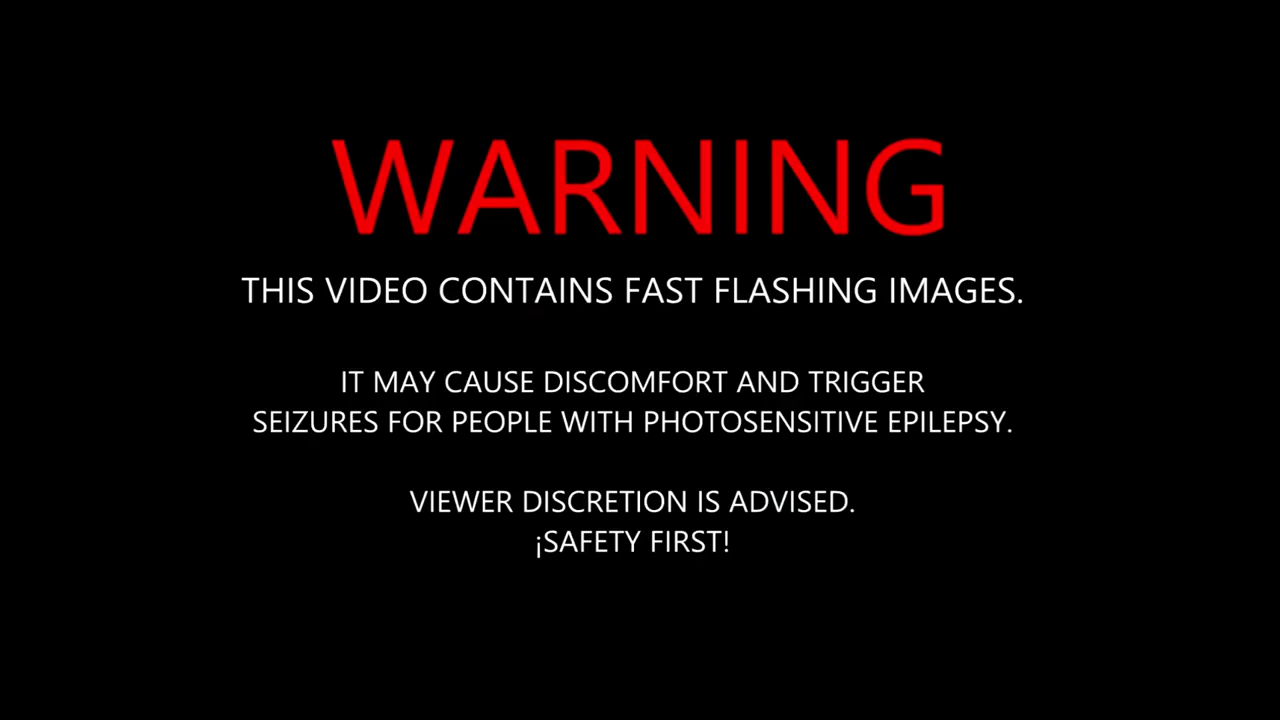 WARNING
THIS VIDEO CONTAINS FAST FLASHING IMAGES.
IT MAY CAUSE DISCOMFORT AND TRIGGER
SEIZURES FOR PEOPLE WITH PHOTOSENSITIVE EPILEPSY.
VIEWER DISCRETION IS ADVISED.
¡SAFETY FIRST!